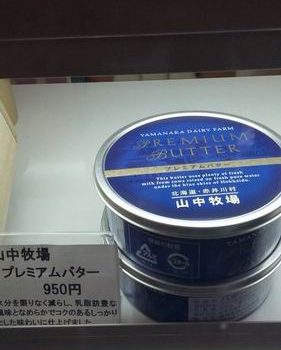 YAMANAKA DAIRY FARM
PREMIUM
BUTTER
プレミアムバター
This butter uses plenty of fresh
milk from cows raised on fresh pure water
under the blue skies at Hokkaido.
北海道・赤井川村
山中牧場
山中牧場
プレミアムバター
950円
水分を限りなく減らし、乳脂肪豊な
風味となめらかでコクのあるしっかり
とした味わいに仕上げました